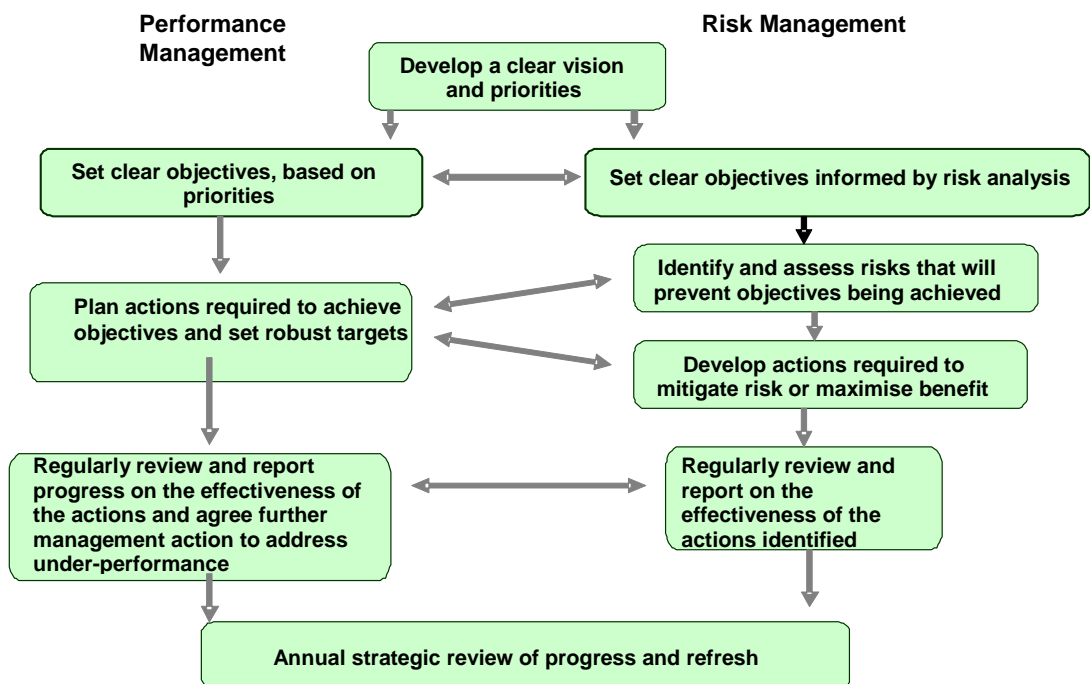 Performance
Management
Risk Management
Develop a clear vision
and priorities
Set clear objectives, based on
priorities
Set clear objectives informed by risk analysis
Identify and assess risks that will
prevent objectives being achieved
Plan actions required to achieve
objectives and set robust targets
Develop actions required to
mitigate risk or maximise benefit
Regularly review and report
progress on the effectiveness of
the actions and agree further
management action to address
under-performance
Regularly review and
report on the
effectiveness of the
actions identified
Annual strategic review of progress and refresh